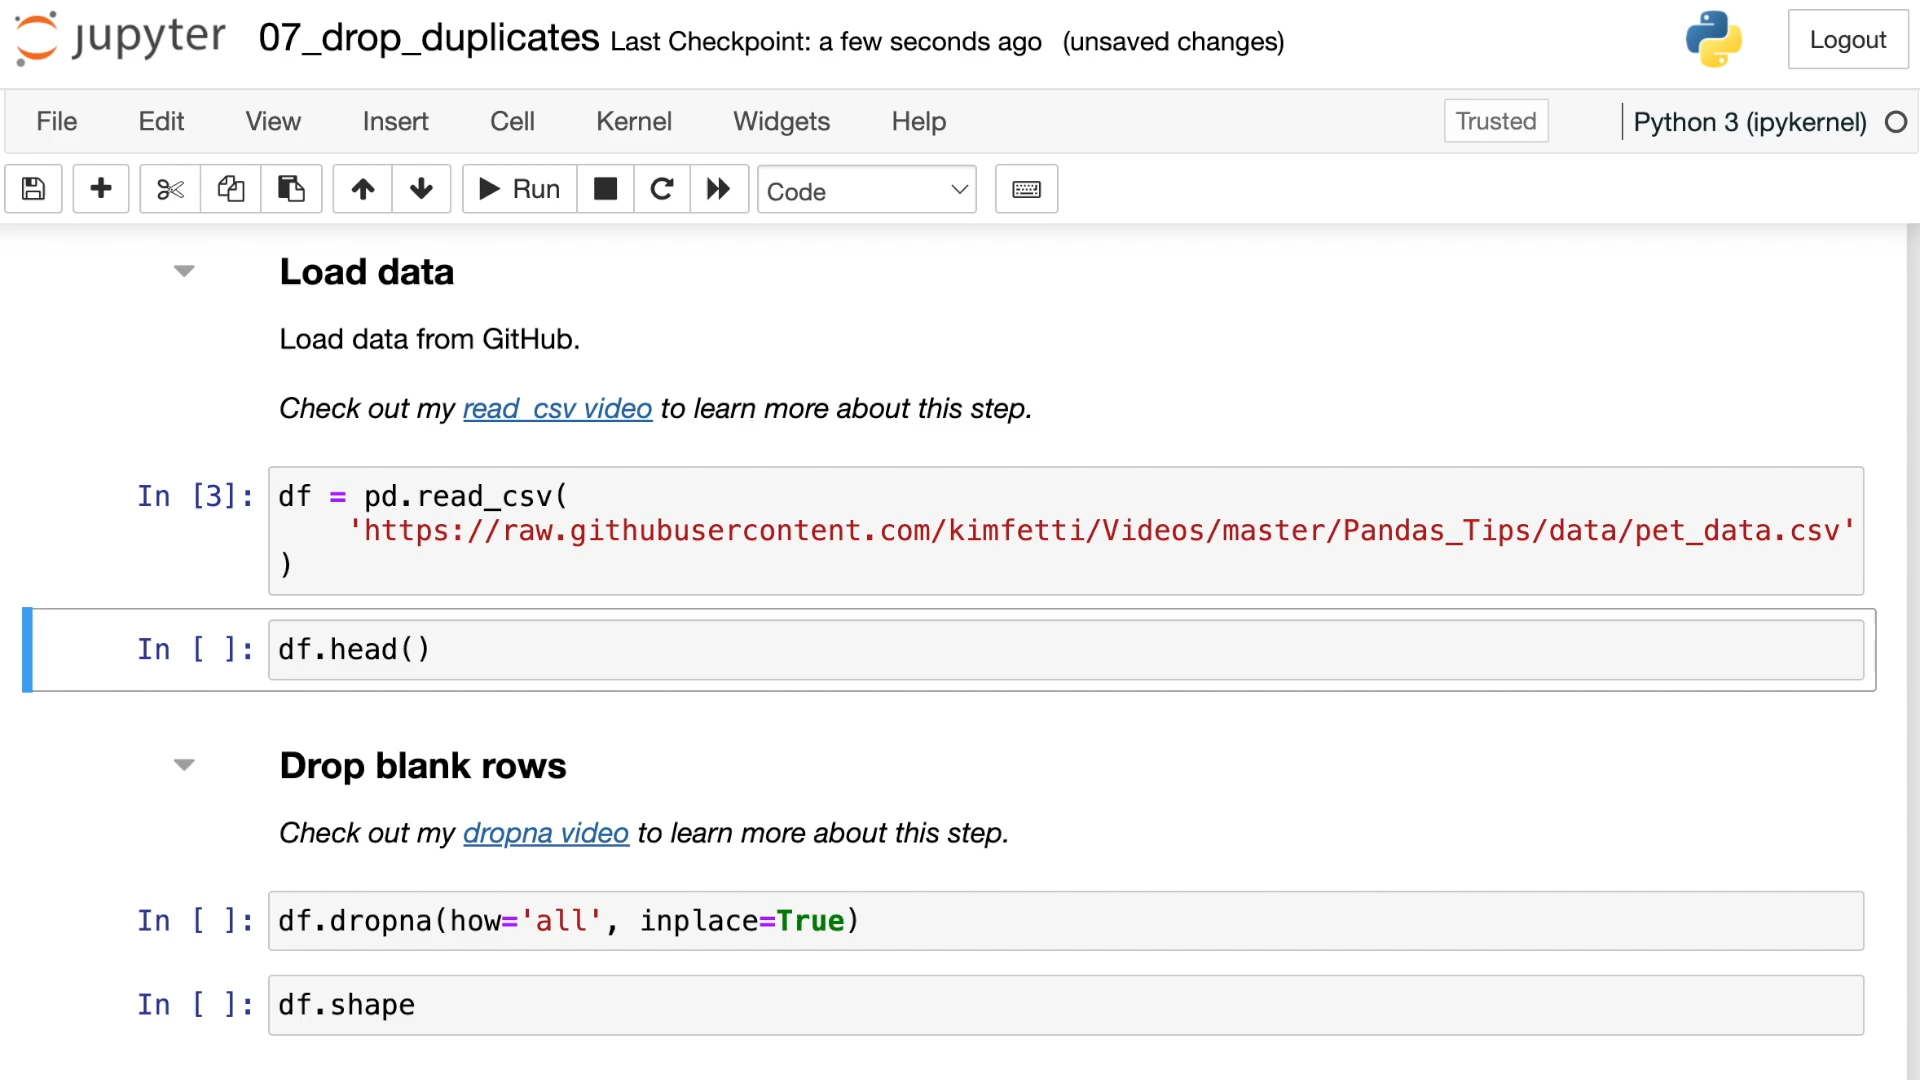 jupyter 07_drop_duplicates Last Checkpoint: a few seconds ago (unsaved changes) Logout
File Edit View Insert Cell Kernel Widgets Help Trusted Python 3 (ipykernel)
Run Code
Load data
Load data from GitHub.
Check out my read_csv video to learn more about this step.
In [3]: df = pd.read_csv(
'https://raw.githubusercontent.com/kimfetti/Videos/master/Pandas_Tips/data/pet_data.csv'
)
In [ ]: df.head()
Drop blank rows
Check out my dropna video to learn more about this step.
In [ ]: df.dropna(how='all', inplace=True)
In [ ]: df.shape